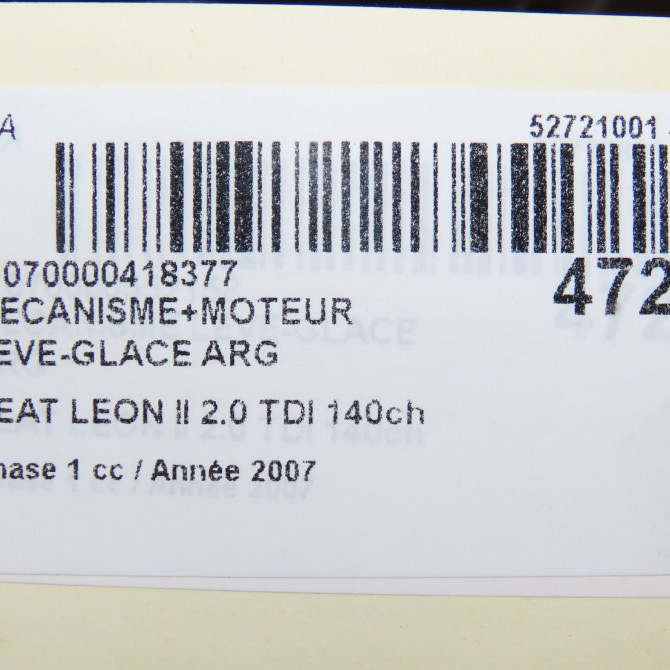 A
52721001
070000418377
472
ECANISME+MOTEUR
EVE-GLACE ARG
EAT LEON II 2.0 TDI 140ch
hase 1 cc / Année 2007